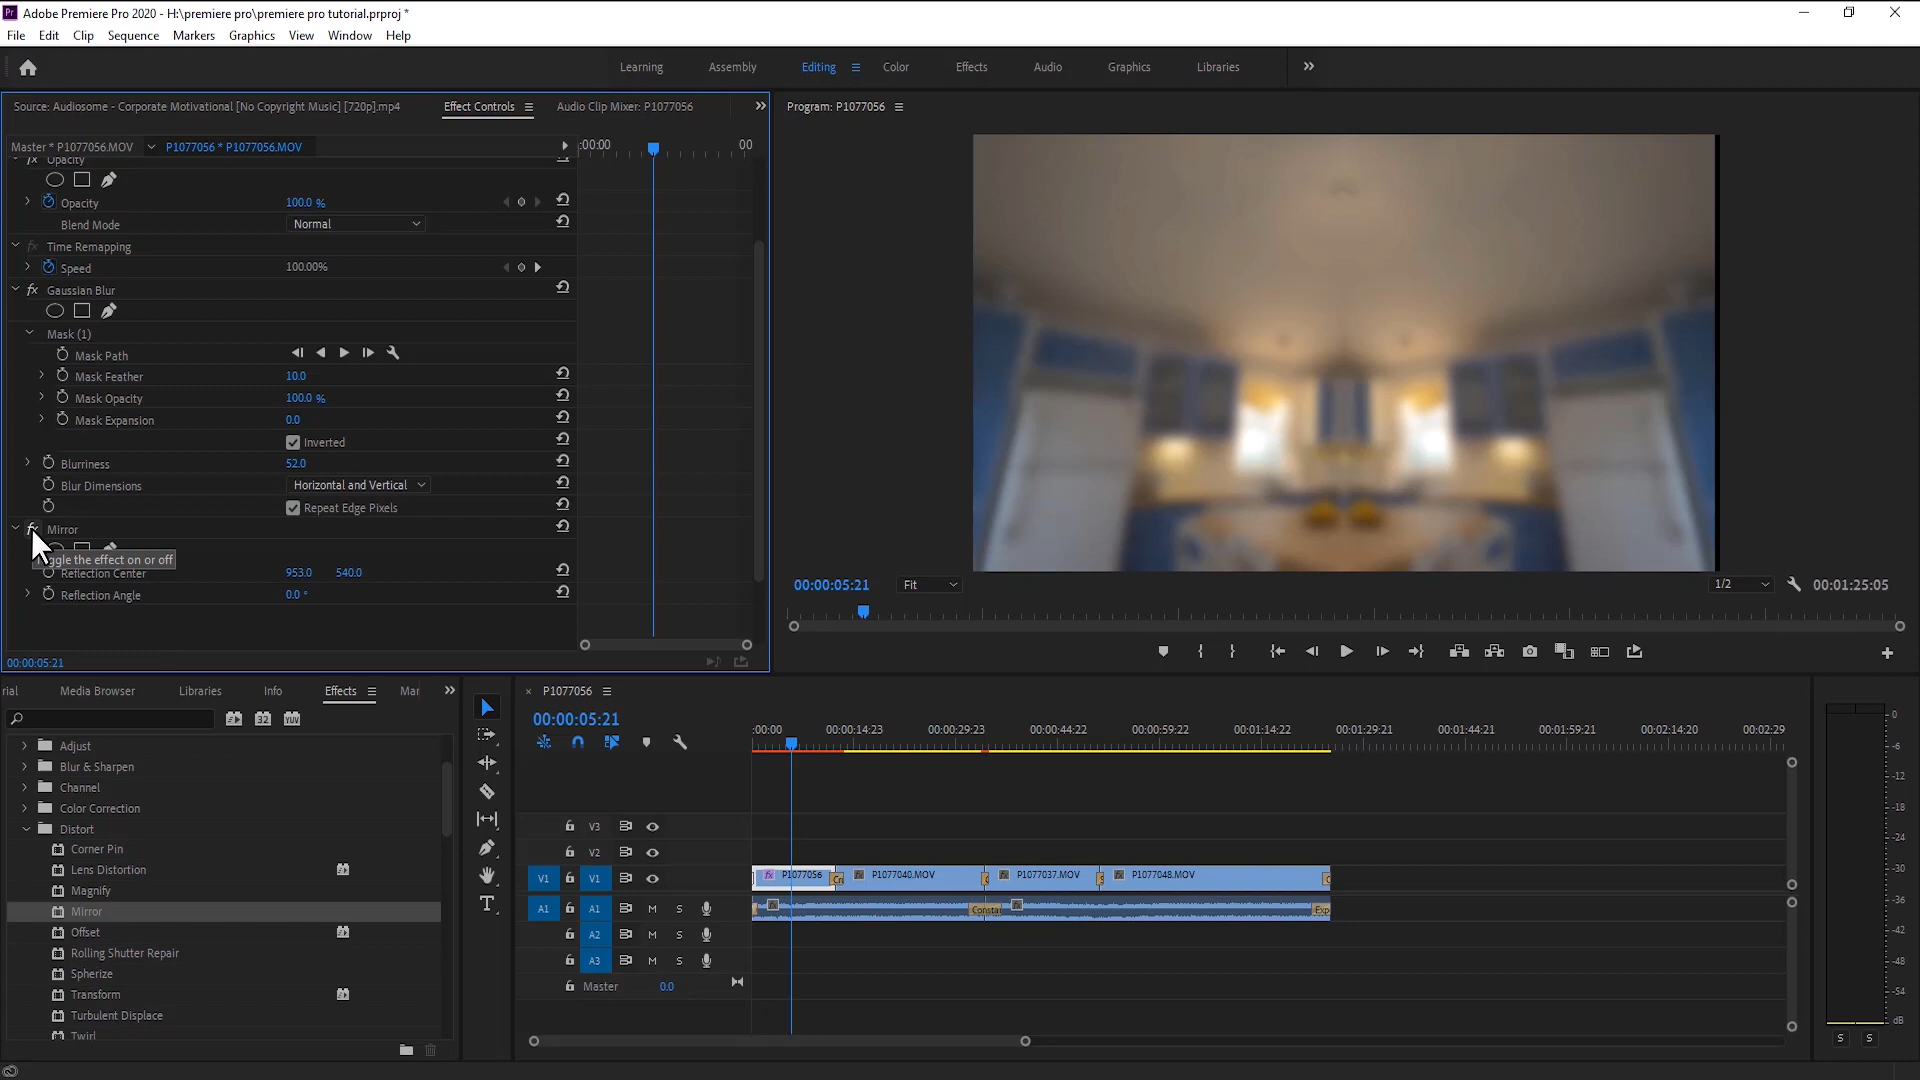 Adobe Premiere Pro 2020 - H:\premiere pro\premiere pro tutorial.prproj *
File Edit Clip Sequence Markers Graphics View Window Help
Learning Assembly Editing Color Effects Audio Graphics Libraries
Source: Audiosome - Corporate Motivational [No Copyright Music] [720p].mp4 Effect Controls Audio Clip Mixer: P1077056
Program: P1077056
Master * P1077056.MOV P1077056 * P1077056.MOV
:00:00 00
fx Opacity
Opacity 100.0 %
Blend Mode Normal
fx Time Remapping
Speed 100.00%
fx Gaussian Blur
Mask (1)
Mask Path
Mask Feather 10.0
Mask Opacity 100.0 %
Mask Expansion 0.0
Inverted
Blurriness 52.0
Blur Dimensions Horizontal and Vertical
Repeat Edge Pixels
Mirror
ggle the effect on or off
Reflection Center 953.0 540.0
Reflection Angle 0.0 °
00:00:05:21
00:00:05:21 Fit 1/2 00:01:25:05
rial Media Browser Libraries Info Effects Mar
32 YUV
Adjust
Blur & Sharpen
Channel
Color Correction
Distort
Corner Pin
Lens Distortion
Magnify
Mirror
Offset
Rolling Shutter Repair
Spherize
Transform
Turbulent Displace
Twirl
× P1077056
00:00:05:21
:00:00 00:00:14:23 00:00:29:23 00:00:44:22 00:00:59:22 00:01:14:22 00:01:29:21 00:01:44:21 00:01:59:21 00:02:14:20 00:02:29
V3
V2
V1 V1 fx P1077056 Cr fx P1077040.MOV fx P1077037.MOV fx P1077048.MOV
A1 A1 M S fx Constan fx Exp
A2 M S
A3 M S
Master 0.0
0
-6
-12
-18
-24
-30
-36
-42
-48
-54
dB
S S